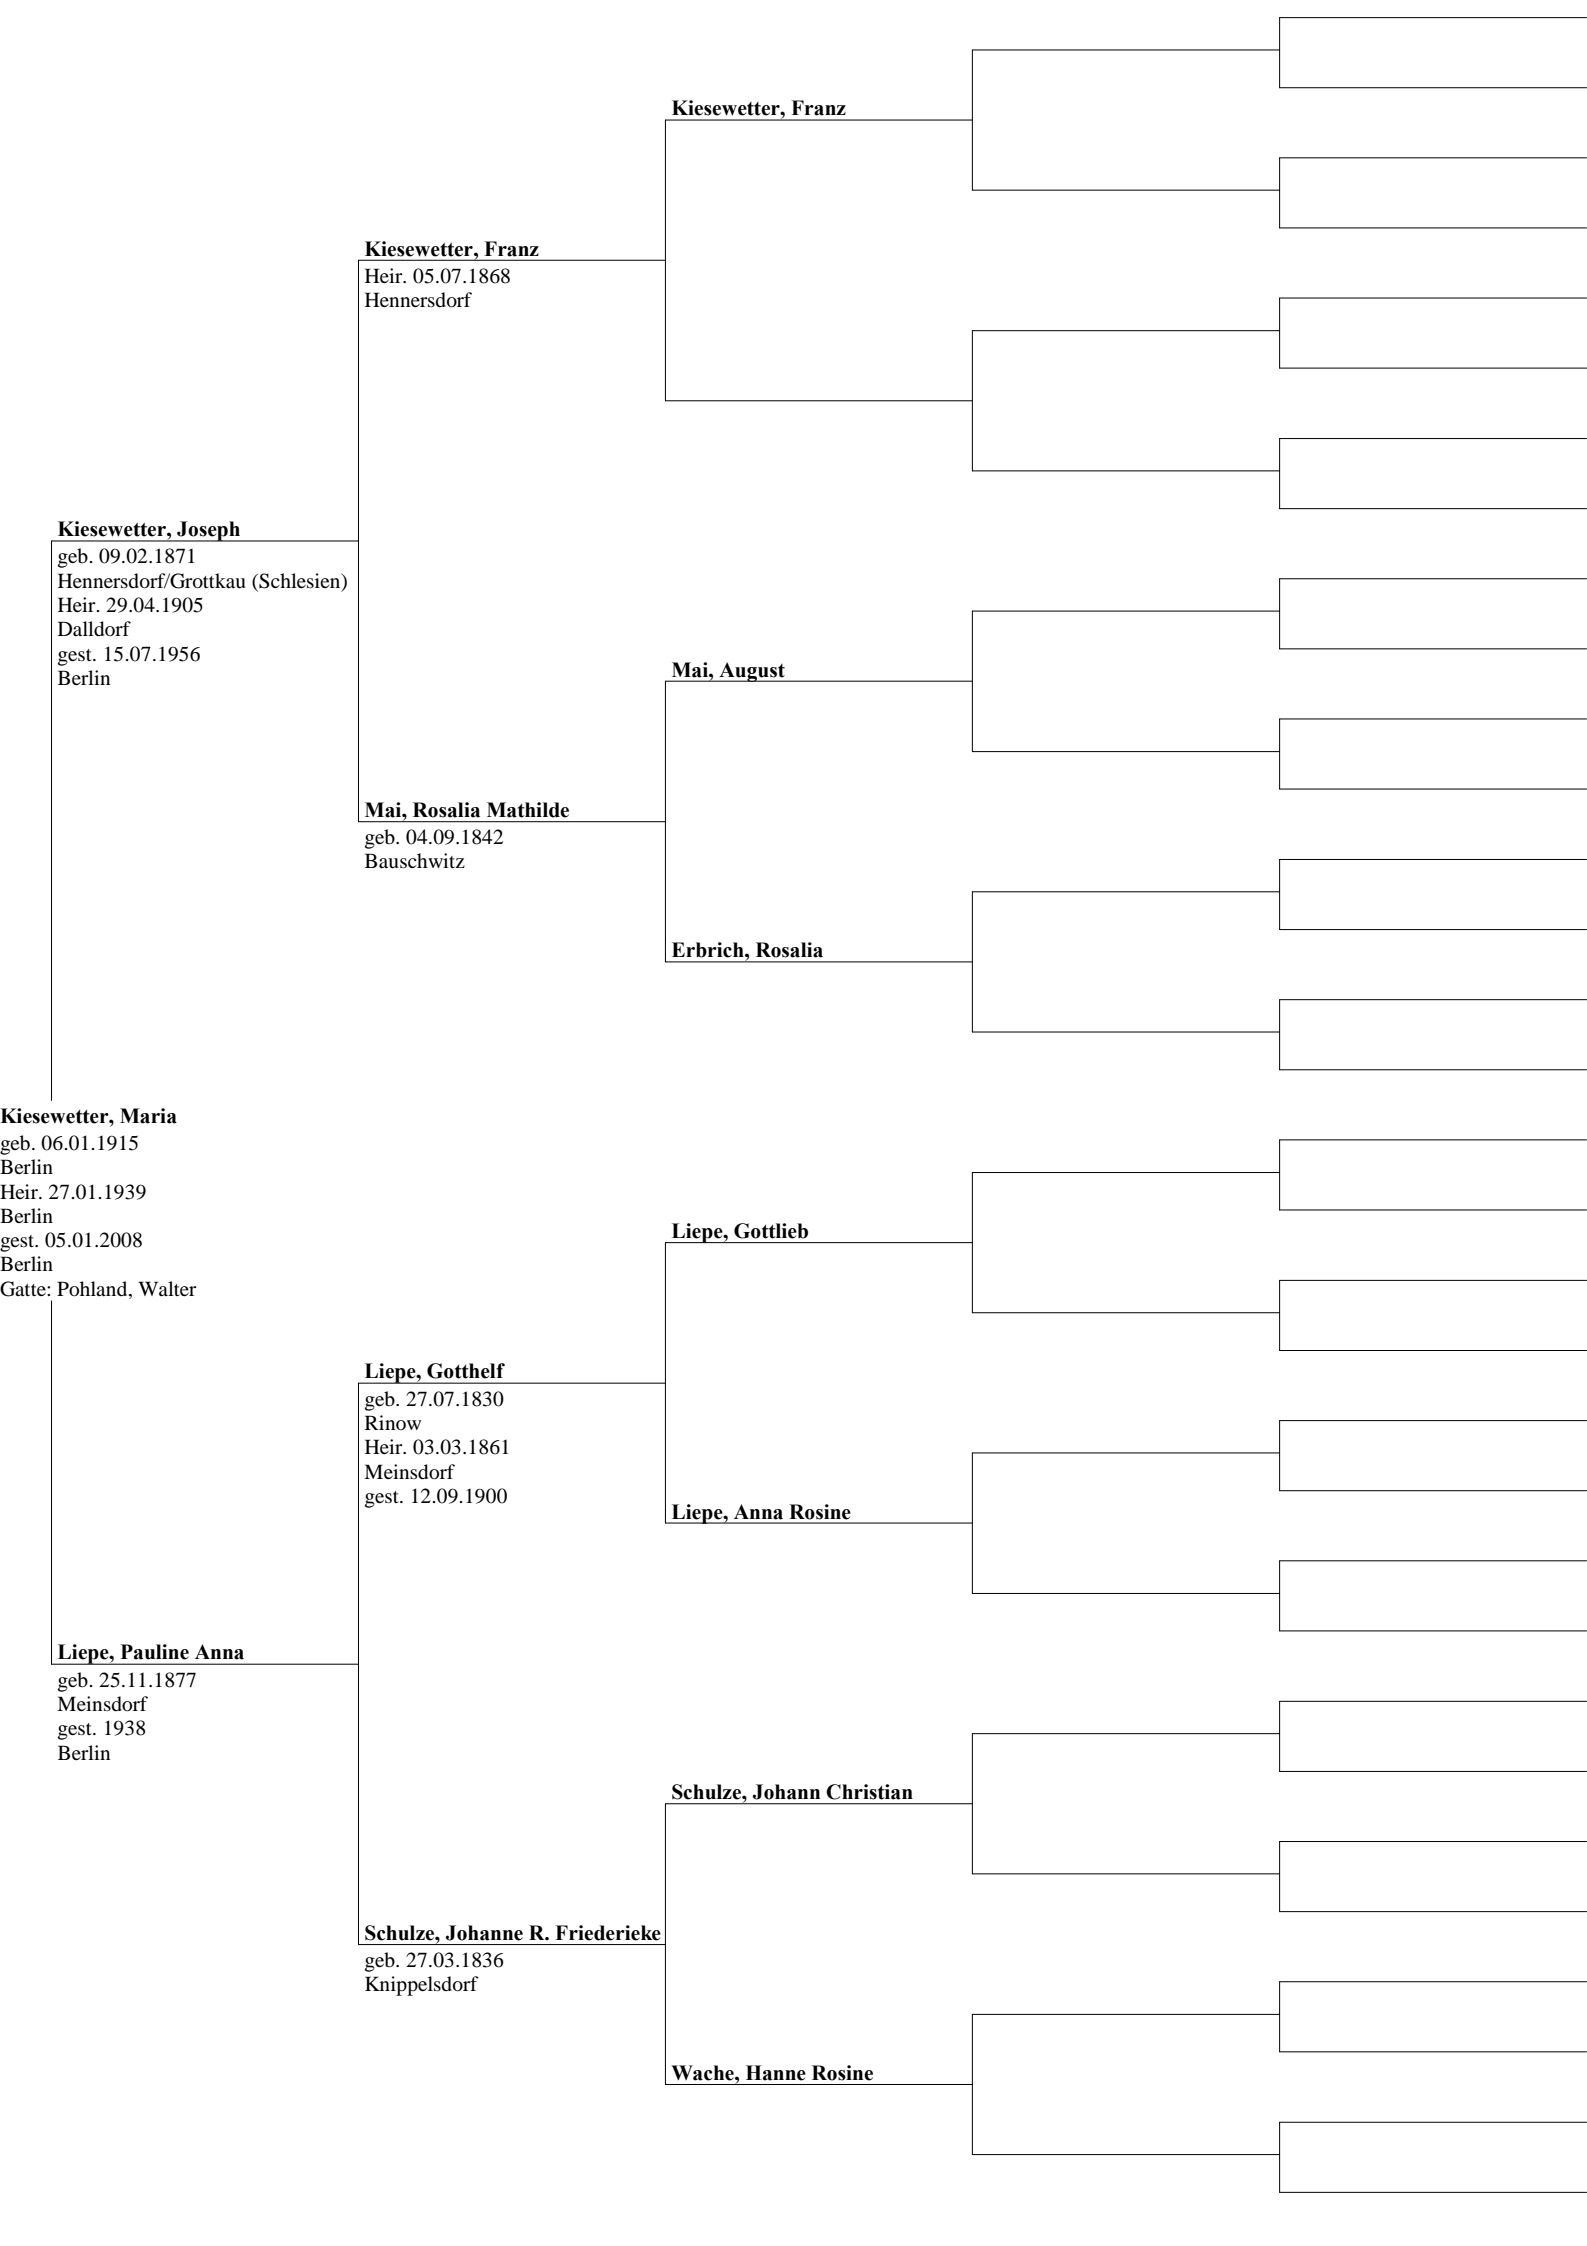 Kiesewetter, Franz
Kiesewetter, Franz
Heir. 05.07.1868
Hennersdorf
Kiesewetter, Joseph
geb. 09.02.1871
Hennersdorf/Grottkau (Schlesien)
Heir. 29.04.1905
Dalldorf
gest. 15.07.1956
Berlin
Mai, August
Mai, Rosalia Mathilde
geb. 04.09.1842
Bauschwitz
Erbrich, Rosalia
Kiesewetter, Maria
geb. 06.01.1915
Berlin
Heir. 27.01.1939
Berlin
gest. 05.01.2008
Berlin
Gatte: Pohland, Walter
Liepe, Gottlieb
Liepe, Gotthelf
geb. 27.07.1830
Rinow
Heir. 03.03.1861
Meinsdorf
gest. 12.09.1900
Liepe, Anna Rosine
Liepe, Pauline Anna
geb. 25.11.1877
Meinsdorf
gest. 1938
Berlin
Schulze, Johann Christian
Schulze, Johanne R. Friederieke
geb. 27.03.1836
Knippelsdorf
Wache, Hanne Rosine